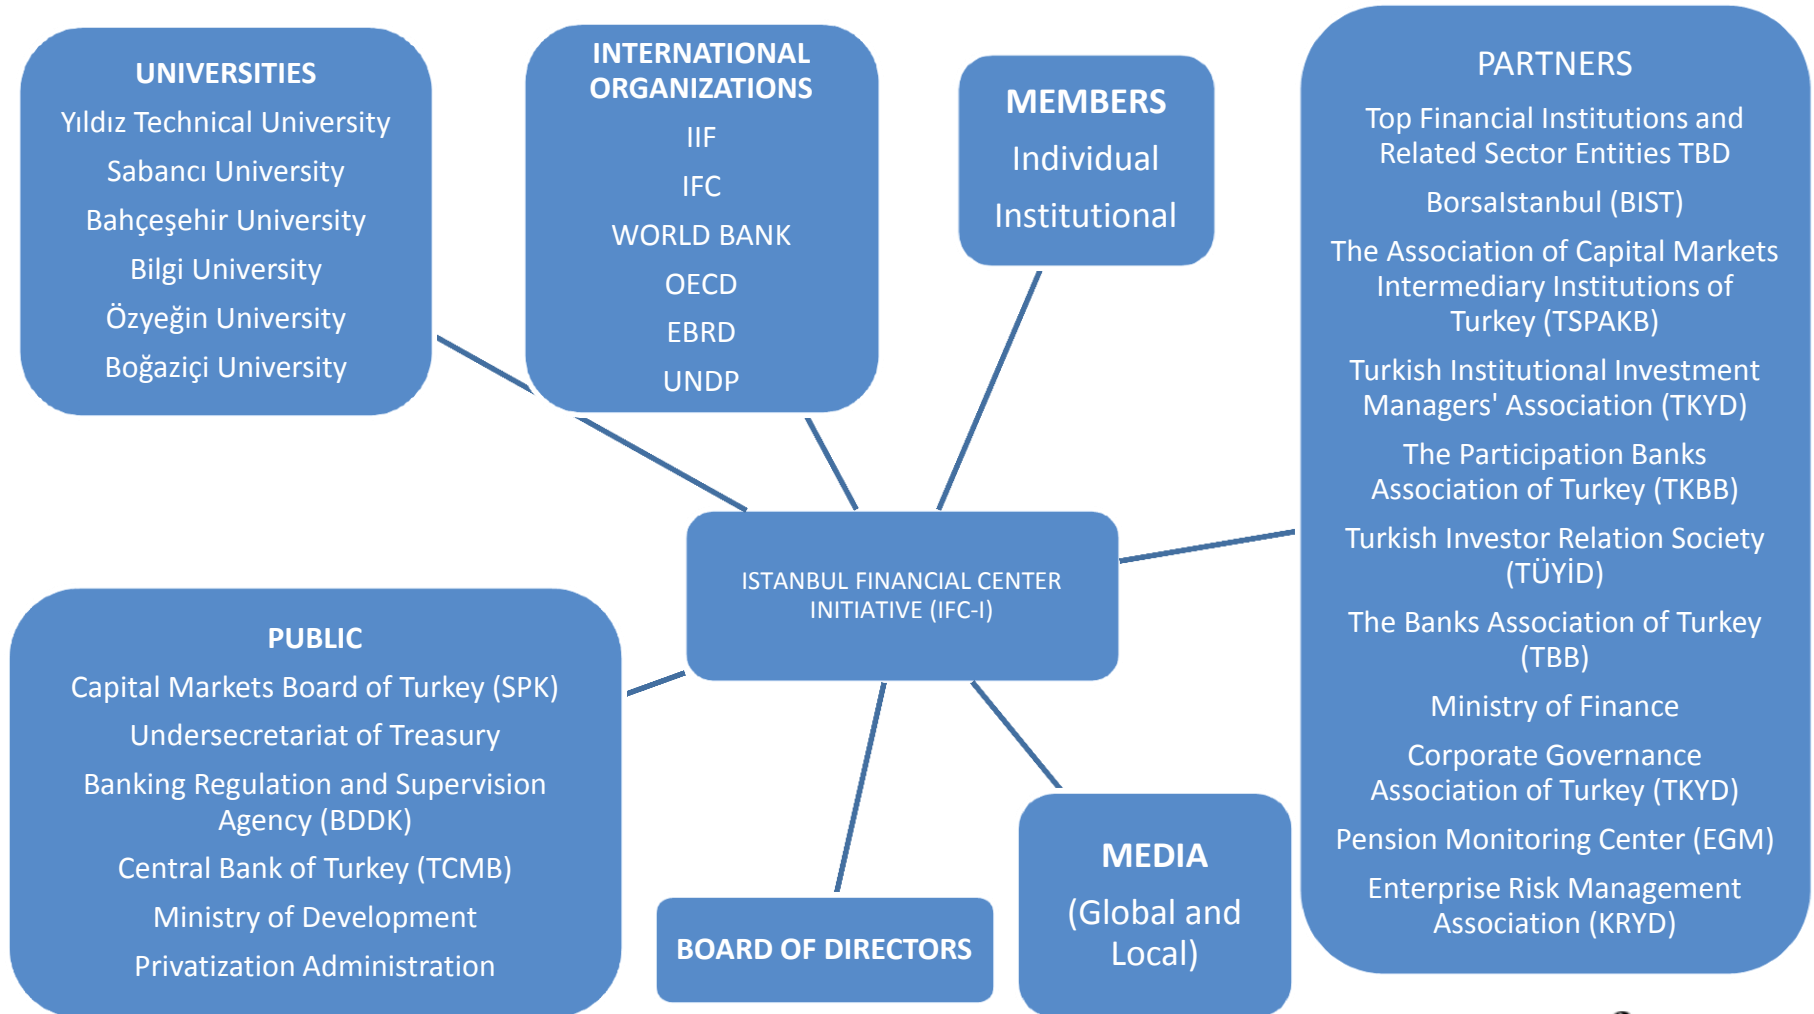 UNIVERSITIES
Yıldız Technical University
Sabancı University
Bahçeşehir University
Bilgi University
Özyeğin University
Boğaziçi University
INTERNATIONAL
ORGANIZATIONS
IIF
IFC
WORLD BANK
OECD
EBRD
UNDP
MEMBERS
Individual
Institutional
PARTNERS
Top Financial Institutions and
Related Sector Entities TBD
BorsaIstanbul (BIST)
The Association of Capital Markets
Intermediary Institutions of
Turkey (TSPAKB)
Turkish Institutional Investment
Managers' Association (TKYD)
The Participation Banks
Association of Turkey (TKBB)
Turkish Investor Relation Society
(TÜYİD)
The Banks Association of Turkey
(TBB)
Ministry of Finance
Corporate Governance
Association of Turkey (TKYD)
Pension Monitoring Center (EGM)
Enterprise Risk Management
Association (KRYD)
ISTANBUL FINANCIAL CENTER
INITIATIVE (IFC-I)
PUBLIC
Capital Markets Board of Turkey (SPK)
Undersecretariat of Treasury
Banking Regulation and Supervision
Agency (BDDK)
Central Bank of Turkey (TCMB)
Ministry of Development
Privatization Administration
BOARD OF DIRECTORS
MEDIA
(Global and
Local)